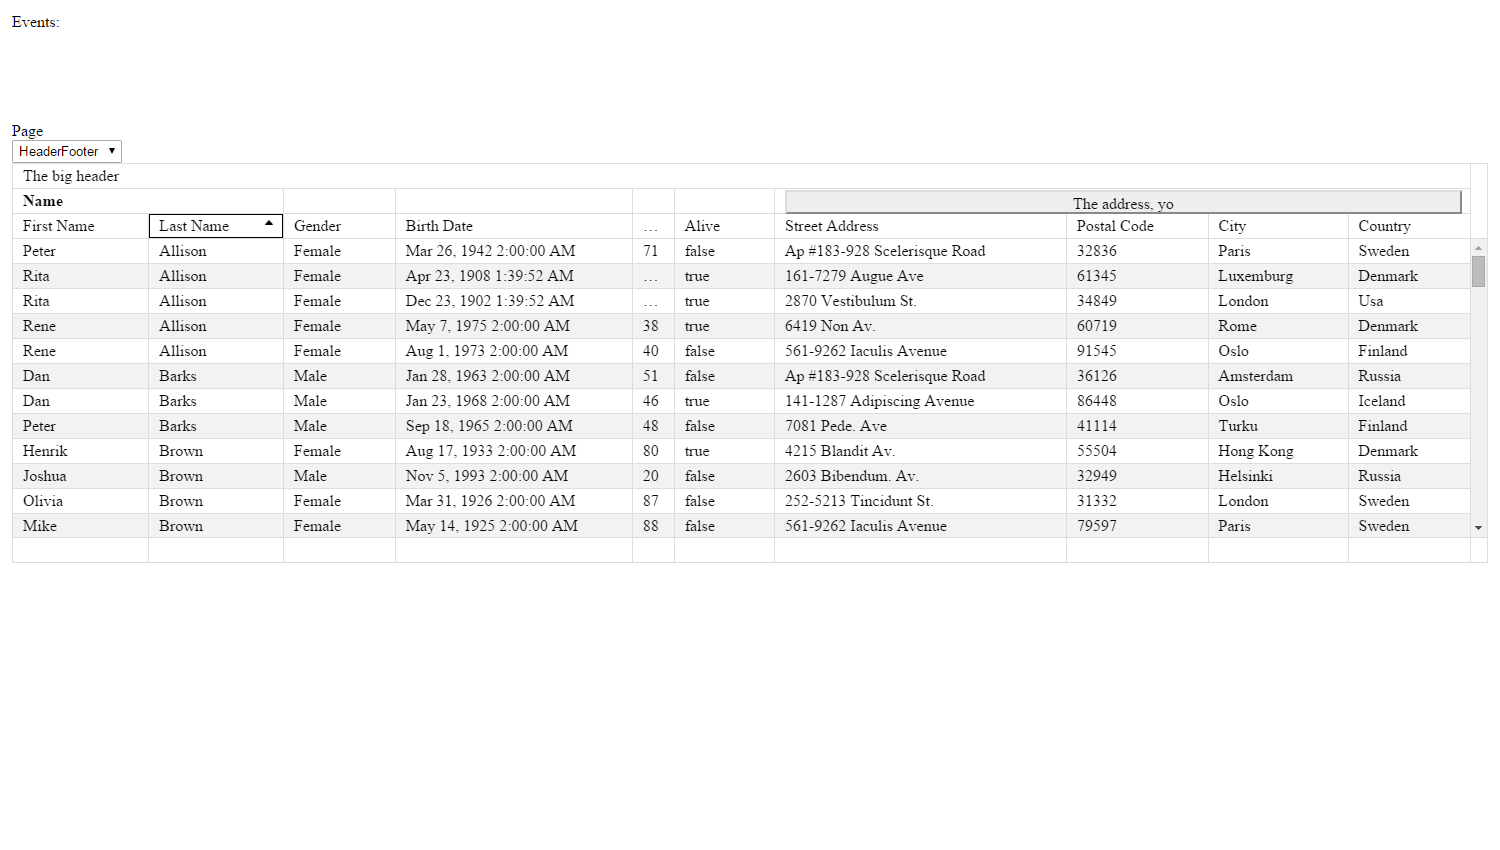 Events:
Page
HeaderFooter
The big header
Name The address, yo
First Name Last Name Gender Birth Date ... Alive Street Address Postal Code City Country
Peter Allison Female Mar 26, 1942 2:00:00 AM 71 false Ap #183-928 Scelerisque Road 32836 Paris Sweden
Rita Allison Female Apr 23, 1908 1:39:52 AM ... true 161-7279 Augue Ave 61345 Luxemburg Denmark
Rita Allison Female Dec 23, 1902 1:39:52 AM ... true 2870 Vestibulum St. 34849 London Usa
Rene Allison Female May 7, 1975 2:00:00 AM 38 true 6419 Non Av. 60719 Rome Denmark
Rene Allison Female Aug 1, 1973 2:00:00 AM 40 false 561-9262 Iaculis Avenue 91545 Oslo Finland
Dan Barks Male Jan 28, 1963 2:00:00 AM 51 false Ap #183-928 Scelerisque Road 36126 Amsterdam Russia
Dan Barks Male Jan 23, 1968 2:00:00 AM 46 true 141-1287 Adipiscing Avenue 86448 Oslo Iceland
Peter Barks Male Sep 18, 1965 2:00:00 AM 48 false 7081 Pede. Ave 41114 Turku Finland
Henrik Brown Female Aug 17, 1933 2:00:00 AM 80 true 4215 Blandit Av. 55504 Hong Kong Denmark
Joshua Brown Male Nov 5, 1993 2:00:00 AM 20 false 2603 Bibendum. Av. 32949 Helsinki Russia
Olivia Brown Female Mar 31, 1926 2:00:00 AM 87 false 252-5213 Tincidunt St. 31332 London Sweden
Mike Brown Female May 14, 1925 2:00:00 AM 88 false 561-9262 Iaculis Avenue 79597 Paris Sweden